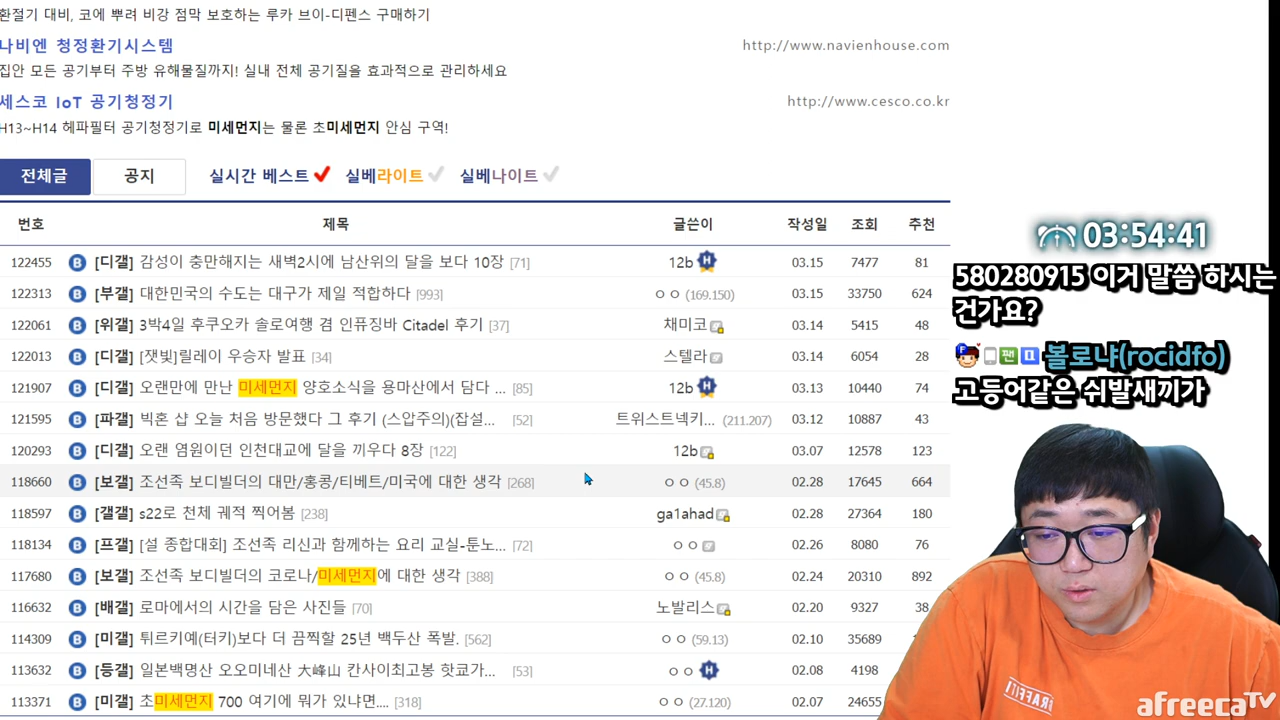 환절기 대비, 코에 뿌려 비강 점막 보호하는 루카 브이-디펜스 구매하기
나비엔 청정환기시스템 http://www.navienhouse.com
집안 모든 공기부터 주방 유해물질까지! 실내 전체 공기질을 효과적으로 관리하세요
세스코 IoT 공기청정기 http://www.cesco.co.kr
H13~H14 헤파필터 공기청정기로 미세먼지는 물론 초미세먼지 안심 구역!
전체글 공지 실시간 베스트 실베라이트 실베나이트
번호 제목 글쓴이 작성일 조회 추천
122455 B [디갤] 감성이 충만해지는 새벽2시에 남산위의 달을 보다 10장 [71] 12b H 03.15 7477 81
122313 B [부갤] 대한민국의 수도는 대구가 제일 적합하다 [993] ㅇㅇ (169.150) 03.15 33750 624
122061 B [위갤] 3박4일 후쿠오카 솔로여행 겸 인퓨징바 Citadel 후기 [37] 채미코 03.14 5415 48
122013 B [디갤] [잿빛]릴레이 우승자 발표 [34] 스텔라 03.14 6054 28
121907 B [디갤] 오랜만에 만난 미세먼지 양호소식을 용마산에서 담다 ... [85] 12b H 03.13 10440 74
121595 B [파갤] 빅혼 샵 오늘 처음 방문했다 그 후기 (스압주의)(잡설... [52] 트위스트넥키... (211.207) 03.12 10887 43
120293 B [디갤] 오랜 염원이던 인천대교에 달을 끼우다 8장 [122] 12b 03.07 12578 123
118660 B [보갤] 조선족 보디빌더의 대만/홍콩/티베트/미국에 대한 생각 [268] ㅇㅇ (45.8) 02.28 17645 664
118597 B [갤갤] s22로 천체 궤적 찍어봄 [238] ga1ahad 02.28 27364 180
118134 B [프갤] [설 종합대회] 조선족 리신과 함께하는 요리 교실-툰노... [72] ㅇㅇ 02.26 8080 76
117680 B [보갤] 조선족 보디빌더의 코로나/미세먼지에 대한 생각 [388] ㅇㅇ (45.8) 02.24 20310 892
116632 B [배갤] 로마에서의 시간을 담은 사진들 [70] 노발리스 02.20 9327 38
114309 B [미갤] 튀르키예(터키)보다 더 끔찍할 25년 백두산 폭발. [562] ㅇㅇ (59.13) 02.10 35689
113632 B [등갤] 일본백명산 오오미네산 大峰山 칸사이최고봉 핫쿄가... [53] ㅇㅇ H 02.08 4198
113371 B [미갤] 초미세먼지 700 여기에 뭐가 있냐면.... [318] ㅇㅇ (27.120) 02.07 24655
03:54:41
580280915 이거 말씀 하시는
건가요?
F 팬 볼로냐(rocidfo)
고등어같은 쉬발새끼가
GRAFFITI
afreecaTV